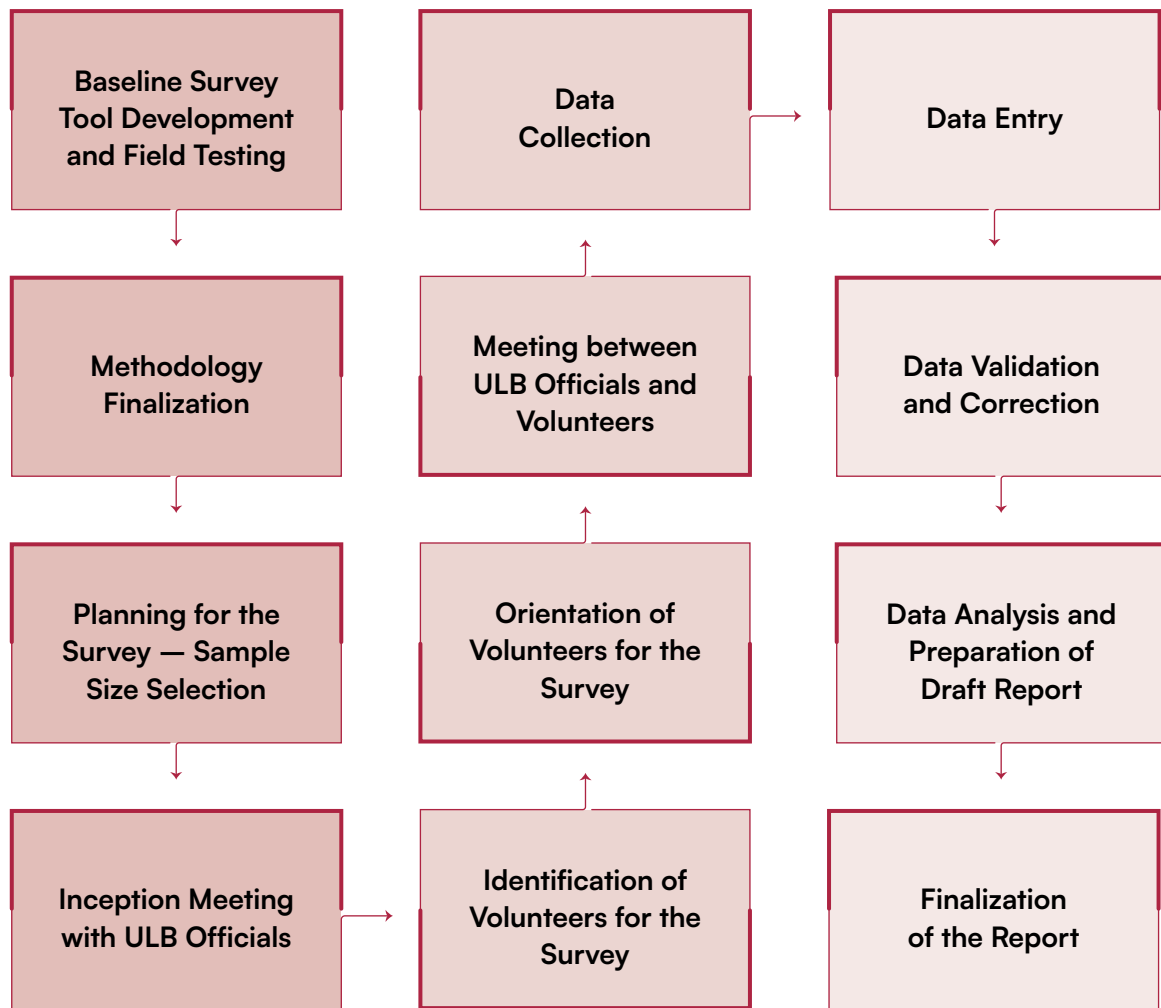 Baseline Survey
Tool Development
and Field Testing
Methodology
Finalization
Planning for the
Survey — Sample
Size Selection
Inception Meeting
with ULB Officials
Identification of
Volunteers for the
Survey
Orientation of
Volunteers for the
Survey
Meeting between
ULB Officials and
Volunteers
Data
Collection
Data Entry
Data Validation
and Correction
Data Analysis and
Preparation of
Draft Report
Finalization
of the Report